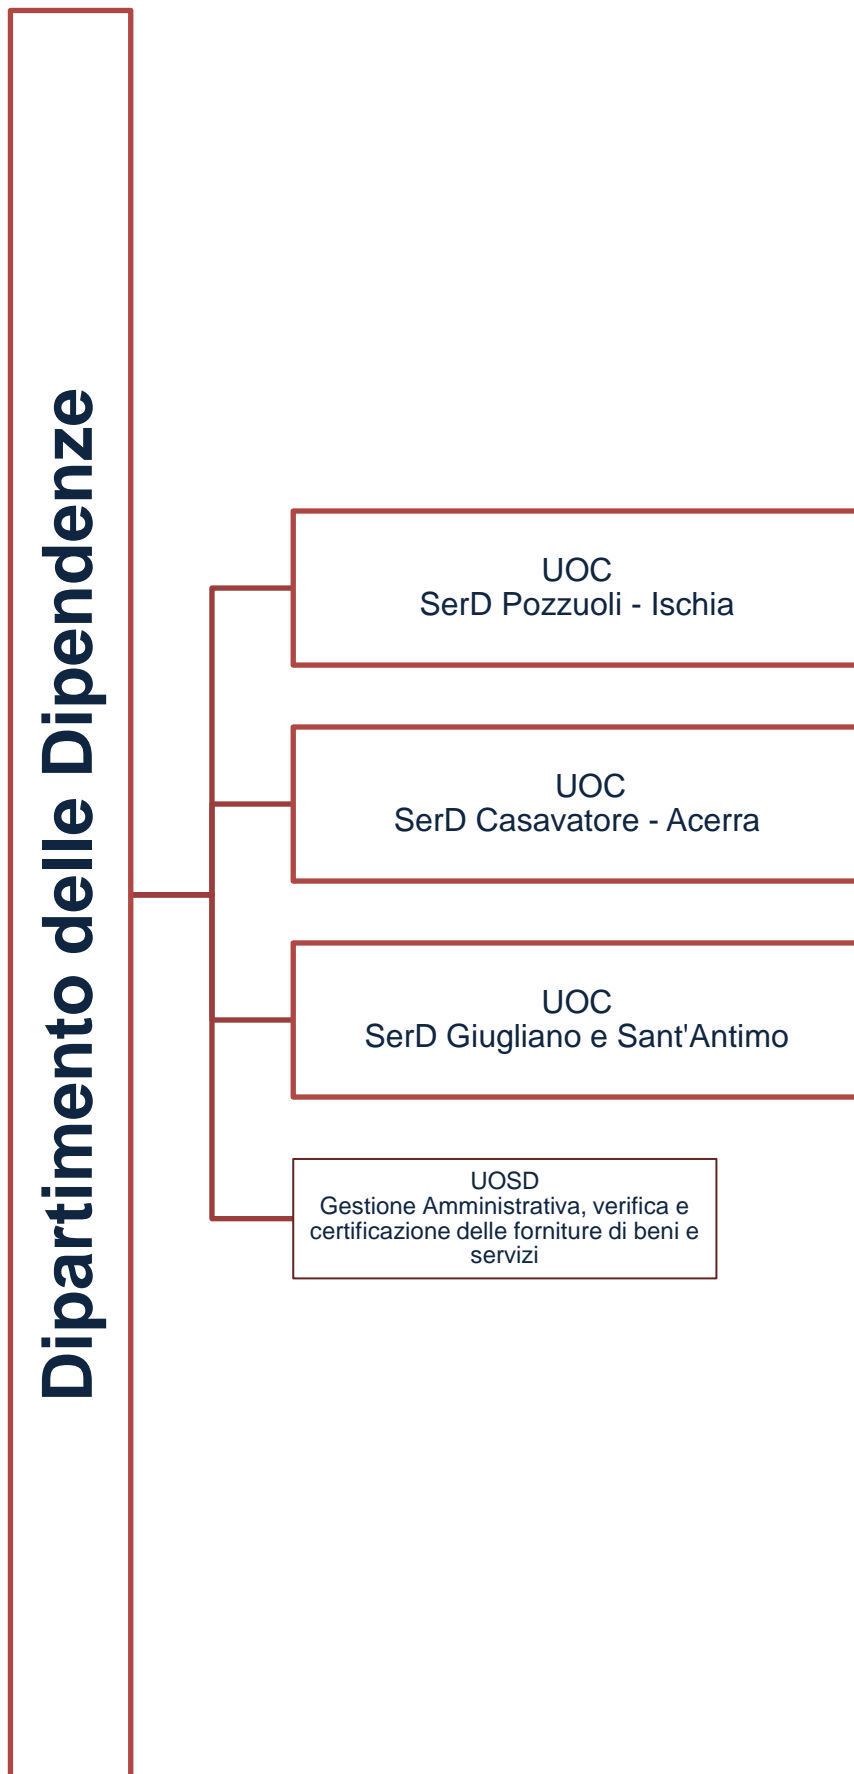 Dipartimento delle Dipendenze
UOC
SerD Pozzuoli - Ischia
UOC
SerD Casavatore - Acerra
UOC
SerD Giugliano e Sant'Antimo
UOSD
Gestione Amministrativa, verifica e
certificazione delle forniture di beni e
servizi